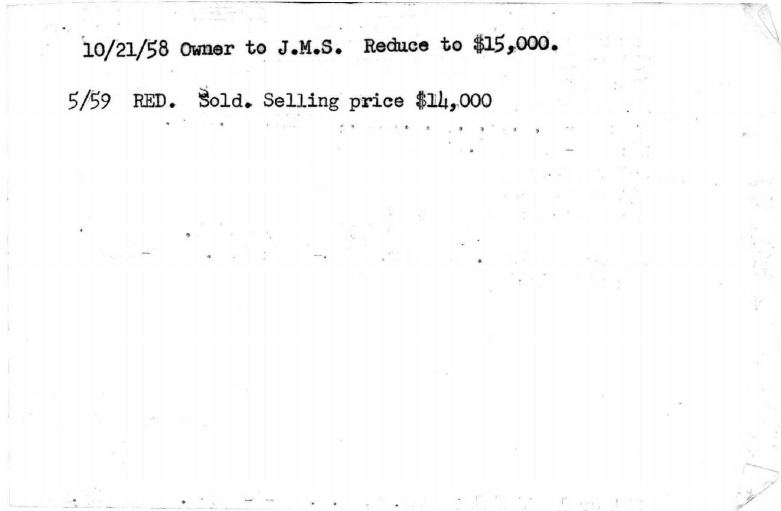 10/21/58 Owner to J.M.S. Reduce to $15,000.
5/59 RED. Sold. Selling price $14,000